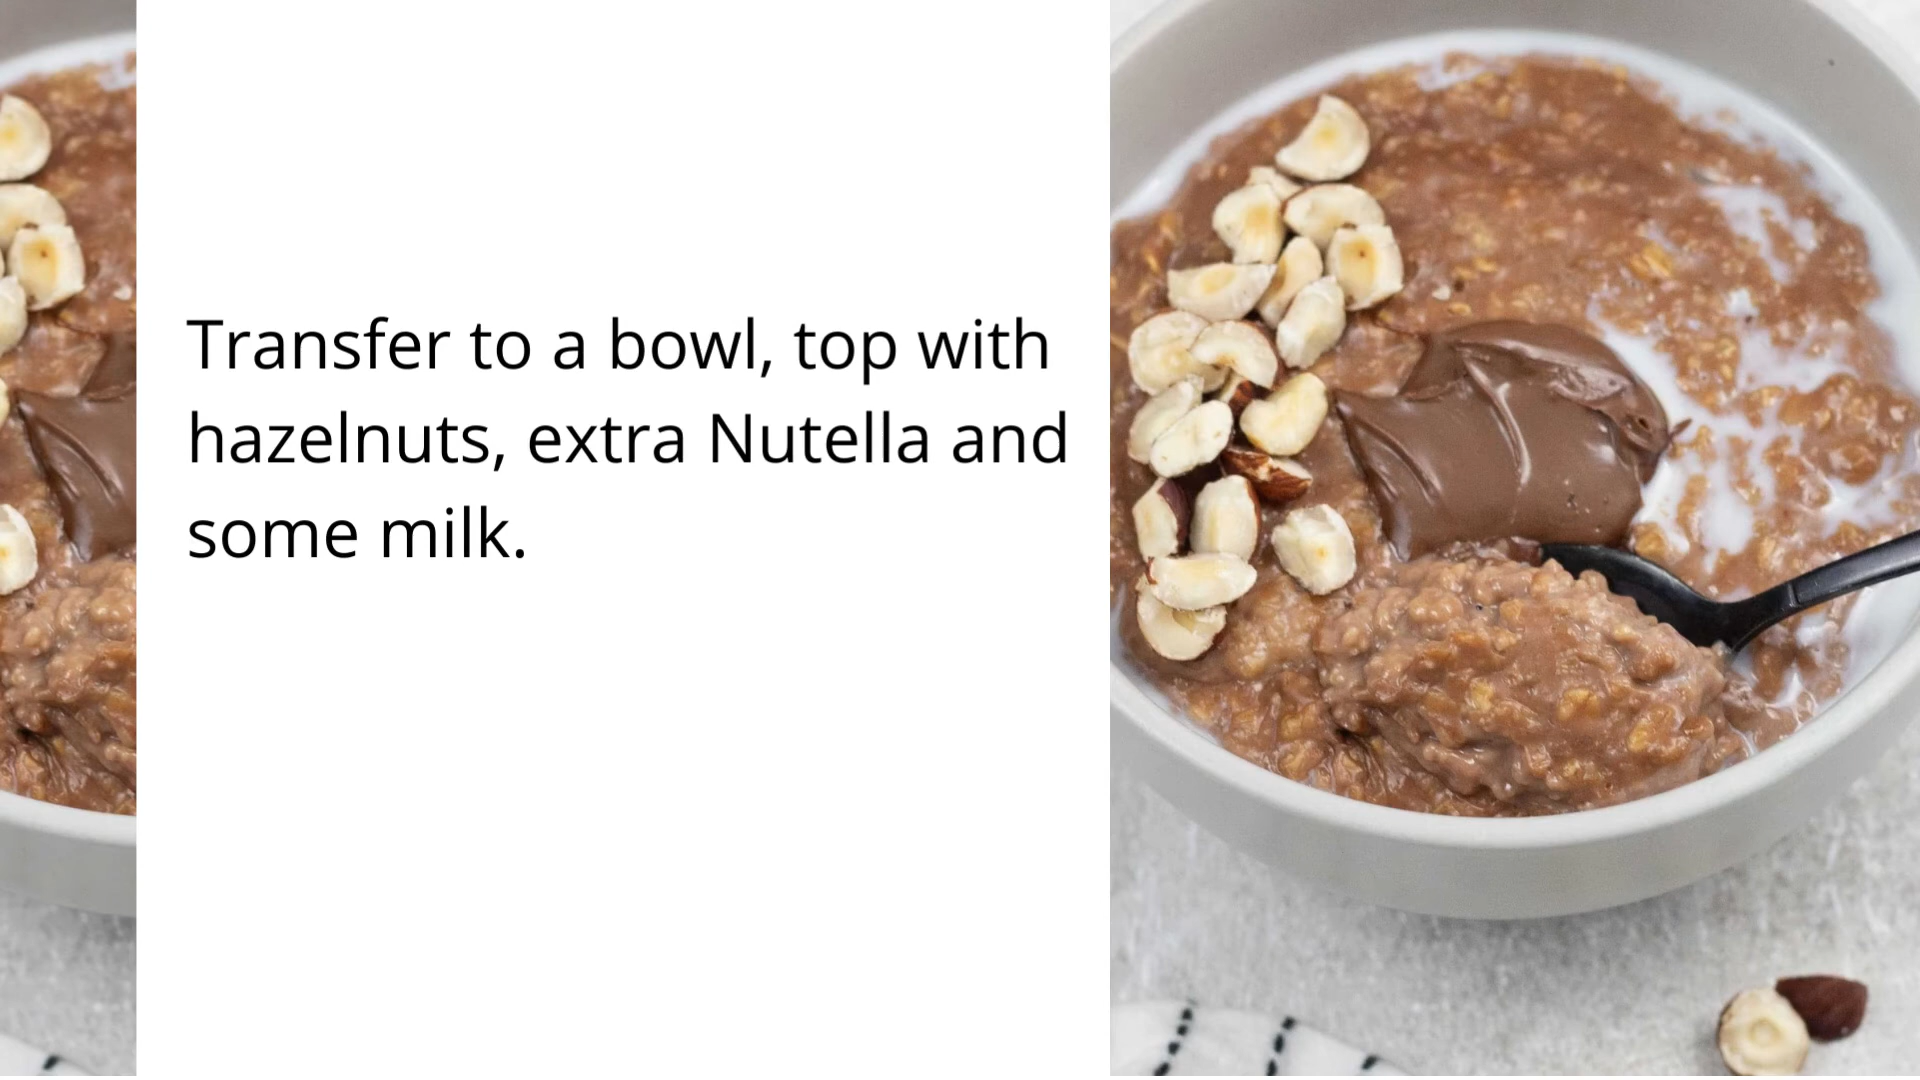 Transfer to a bowl, top with
hazelnuts, extra Nutella and
some milk.